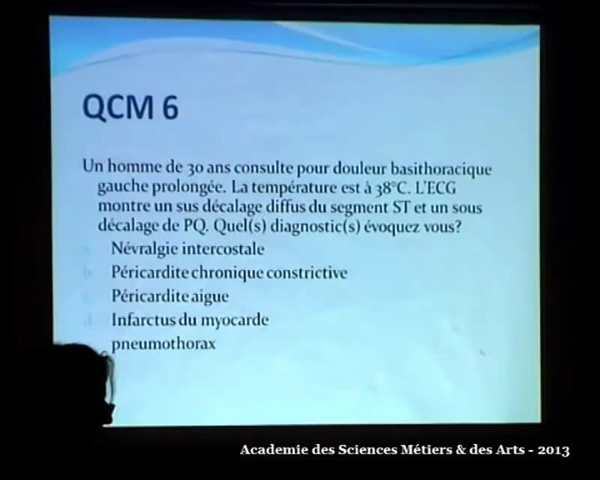 QCM 6
Un homme de 30 ans consulte pour douleur basithoracique
gauche prolongée. La température est à 38°C. L'ECG
montre un sus décalage diffus du segment ST et un sous
décalage de PQ. Quel(s) diagnostic(s) évoquez vous?
Névralgie intercostale
Péricardite chronique constrictive
Péricardite aigue
Infarctus du myocarde
pneumothorax
Academie des Sciences Métiers & des Arts - 2013